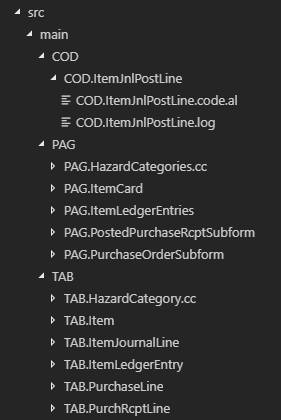 src
main
COD
COD.ItemJnlPostLine
COD.ItemJnlPostLine.code.al
COD.ItemJnlPostLine.log
PAG
PAG.HazardCategories.cc
PAG.ItemCard
PAG.ItemLedgerEntries
PAG.PostedPurchaseRcptSubform
PAG.PurchaseOrderSubform
TAB
TAB.HazardCategory.cc
TAB.Item
TAB.ItemJournalLine
TAB.ItemLedgerEntry
TAB.PurchaseLine
TAB.PurchRcptLine